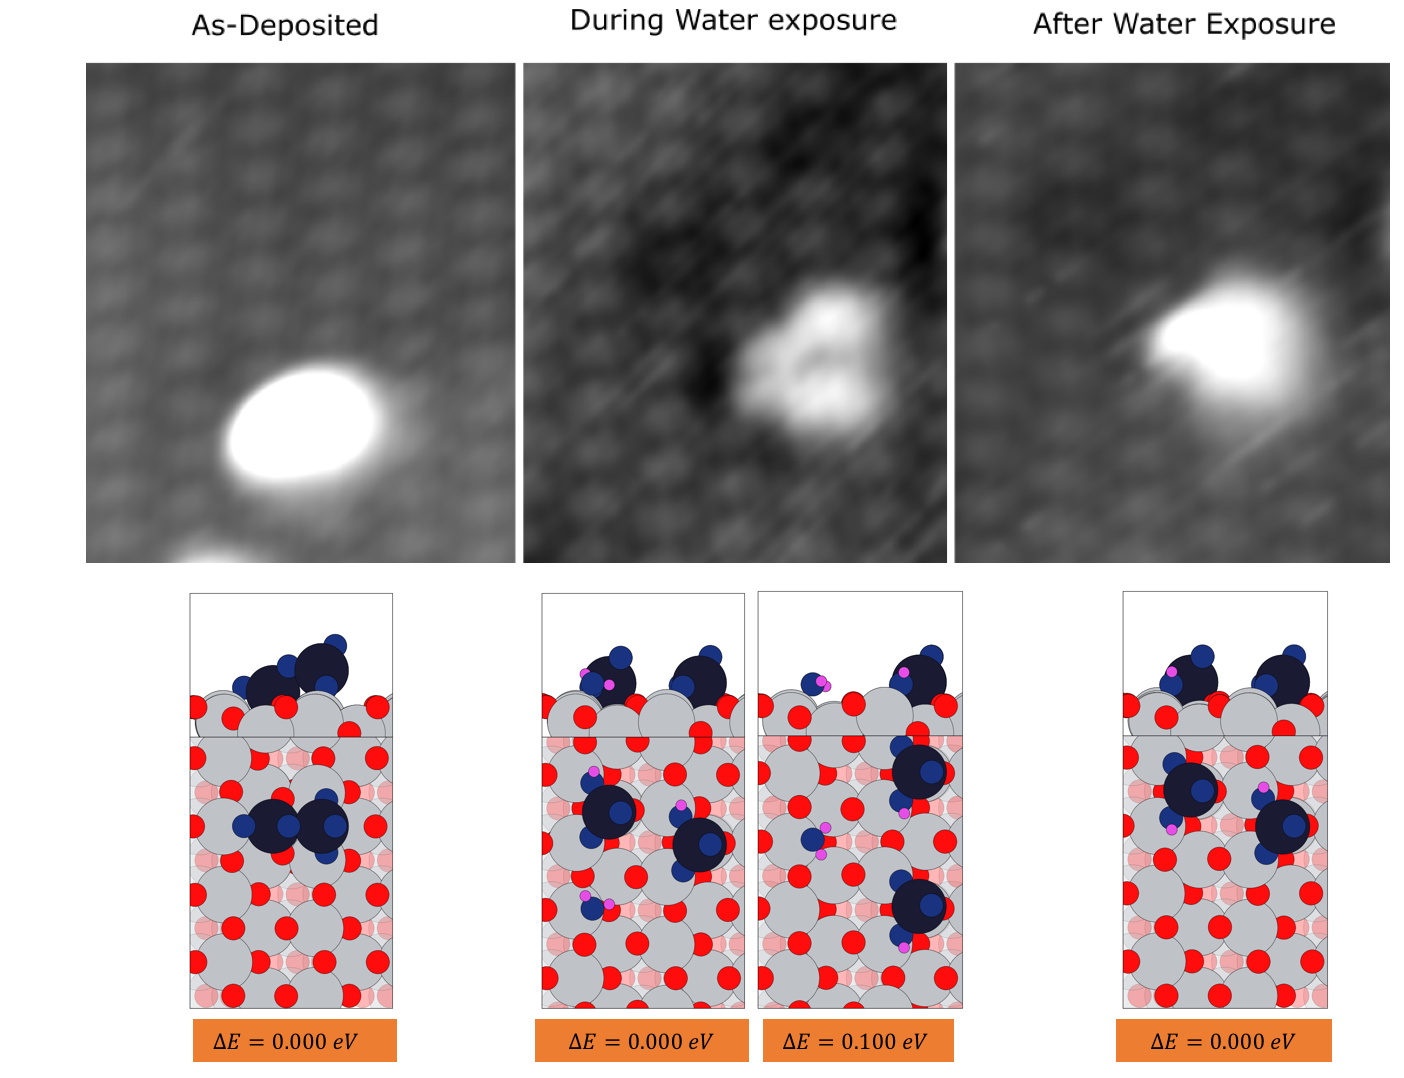 As-Deposited
During Water exposure
After Water Exposure
ΔE = 0.000 eV
ΔE = 0.000 eV
ΔE = 0.100 eV
ΔE = 0.000 eV